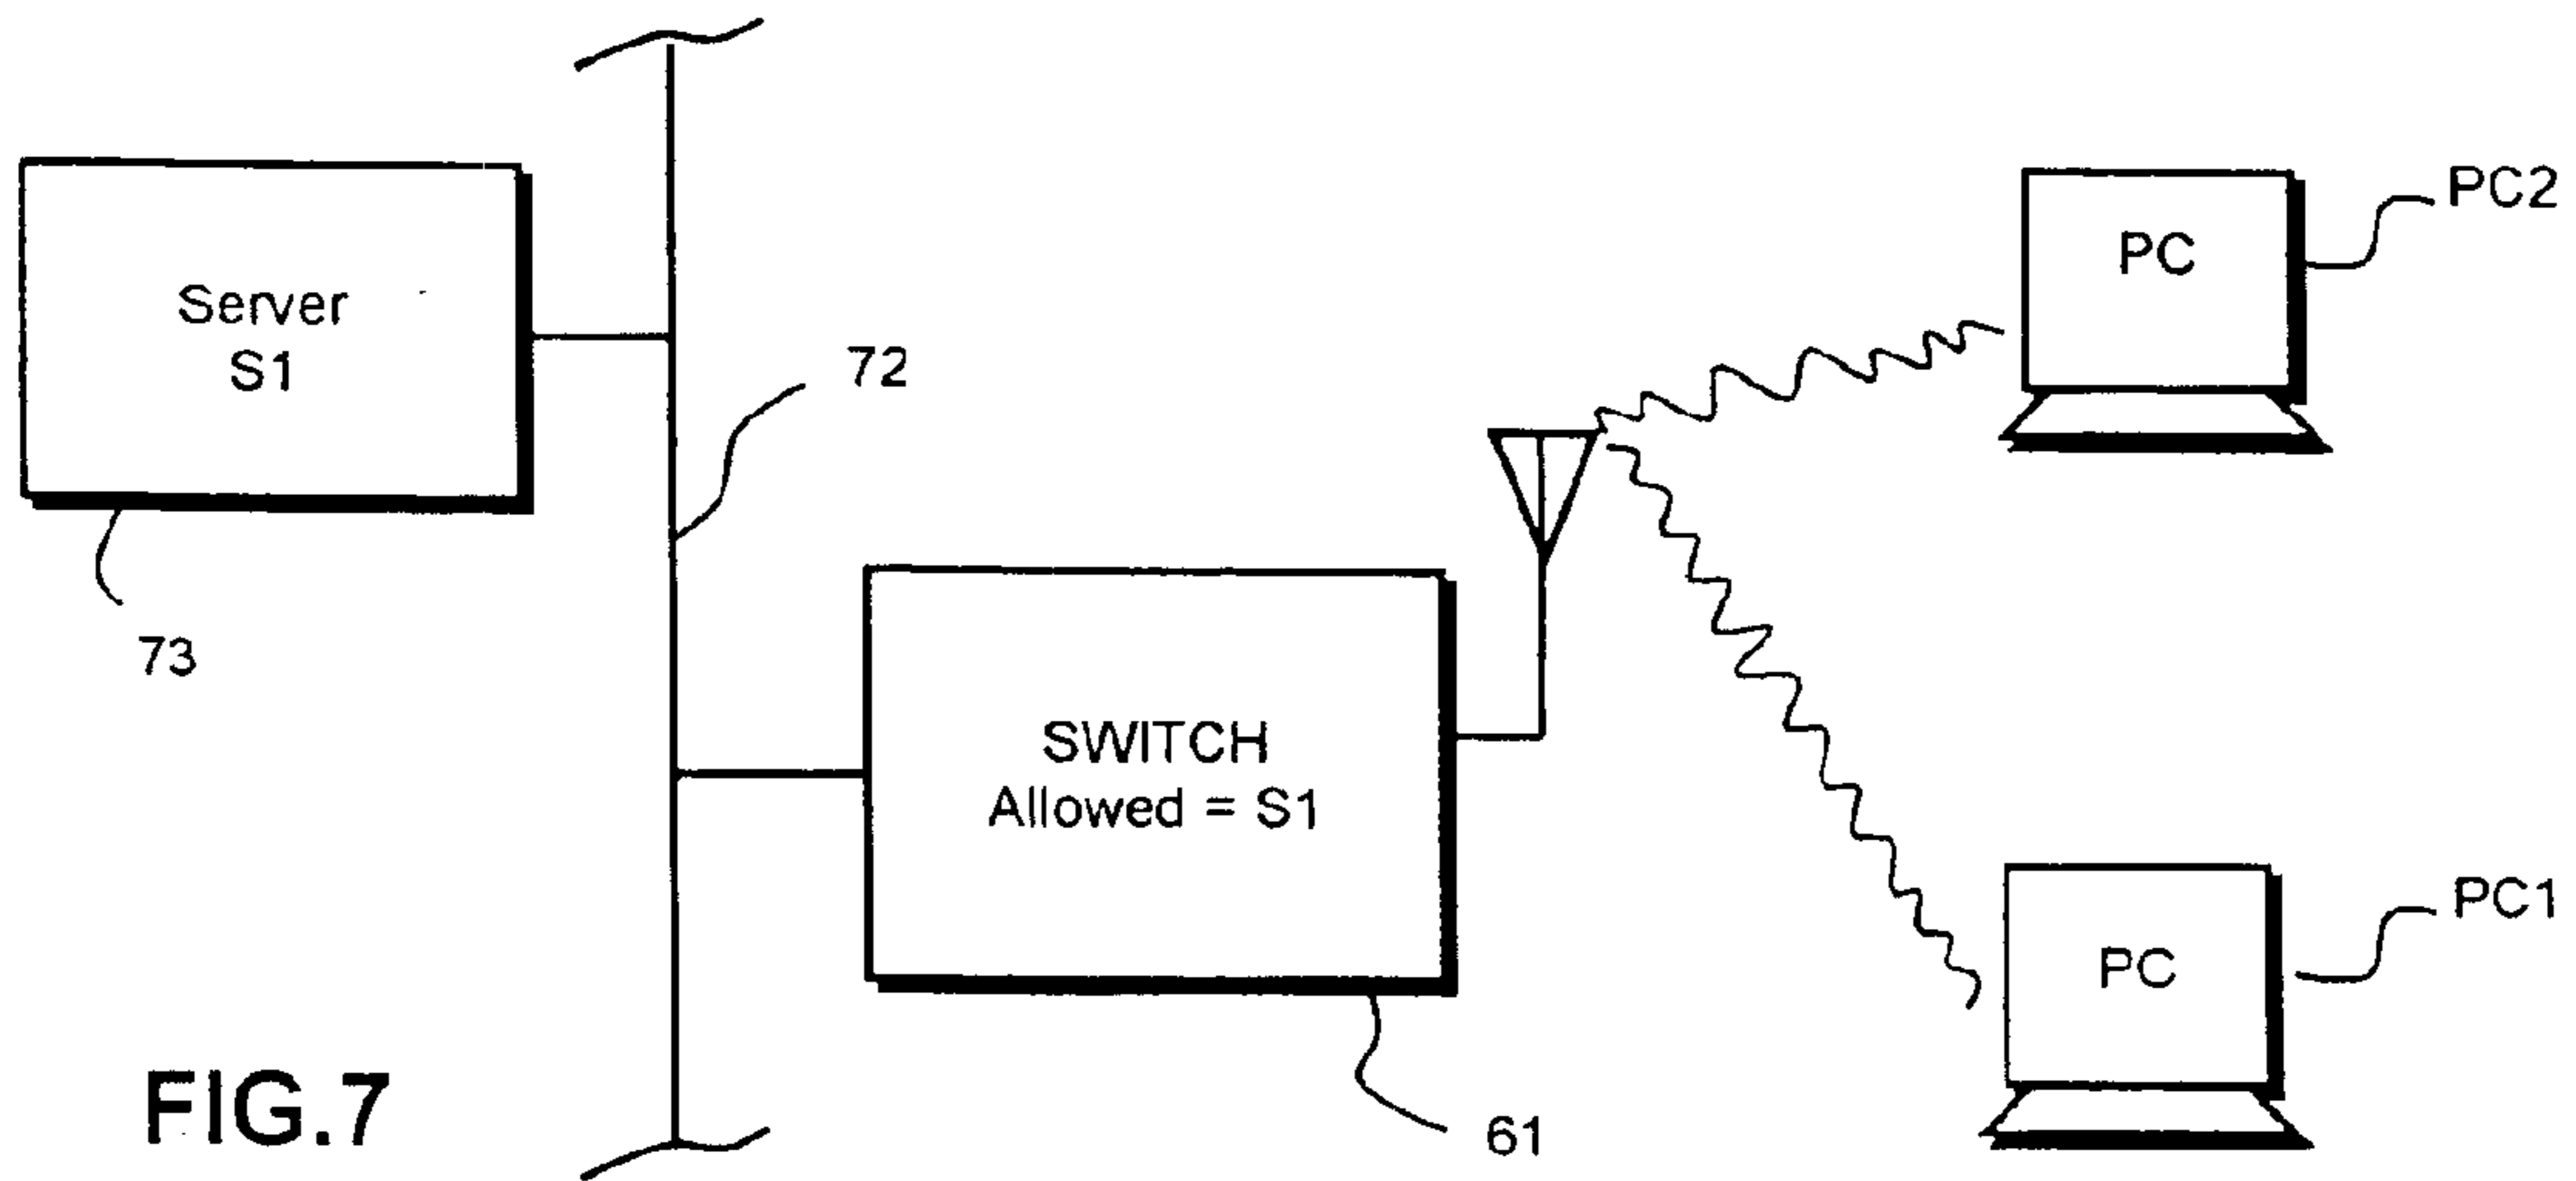 Server
S1
73
72
SWITCH
Allowed = S1
61
PC
PC2
PC
PC1
FIG.7